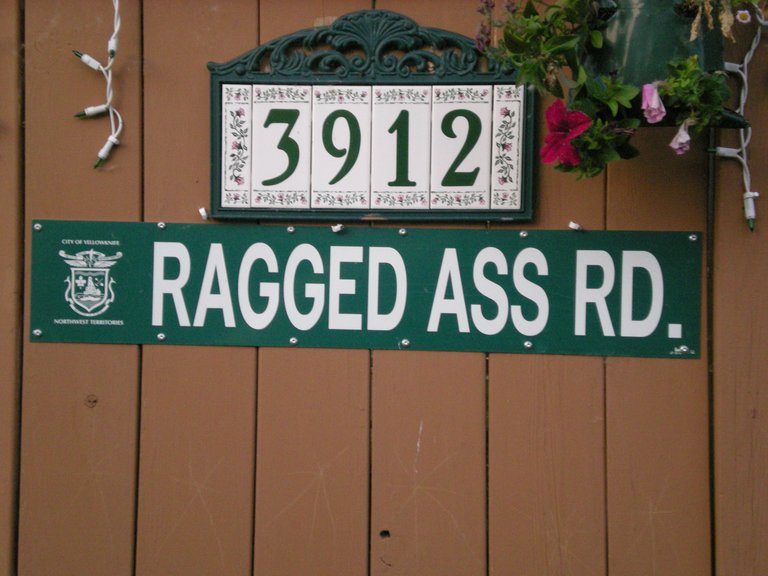 3912
CITY OF YELLOWKNIFE
NORTHWEST TERRITORIES
RAGGED ASS RD.